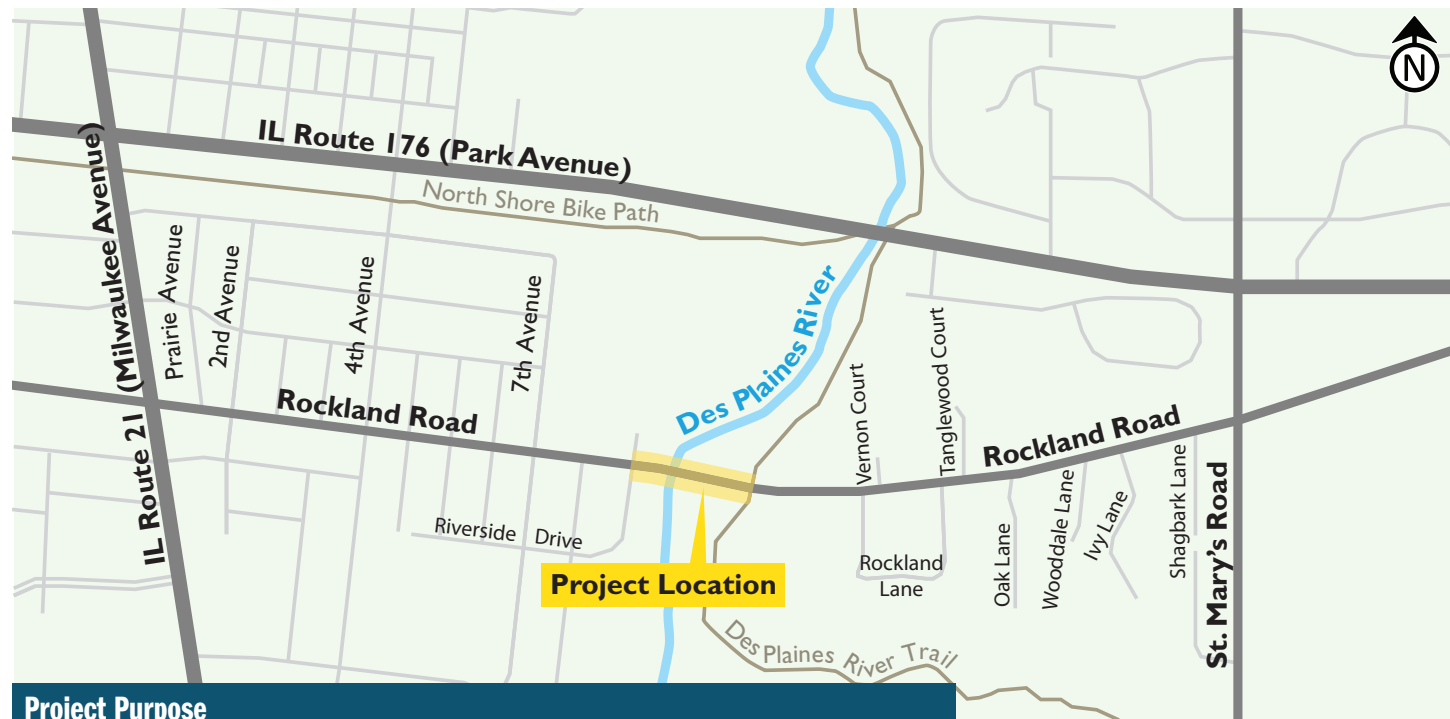 N
IL Route 176 (Park Avenue)
North Shore Bike Path
IL Route 21 (Milwaukee Avenue)
Prairie Avenue
2nd Avenue
4th Avenue
7th Avenue
Des Plaines River
Rockland Road
Vernon Court
Tanglewood Court
Rockland Road
Riverside Drive
Project Location
Rockland
Lane
Oak Lane
Wooddale Lane
Ivy Lane
Shagbark Lane
St. Mary's Road
Des Plaines River Trail
Project Purpose